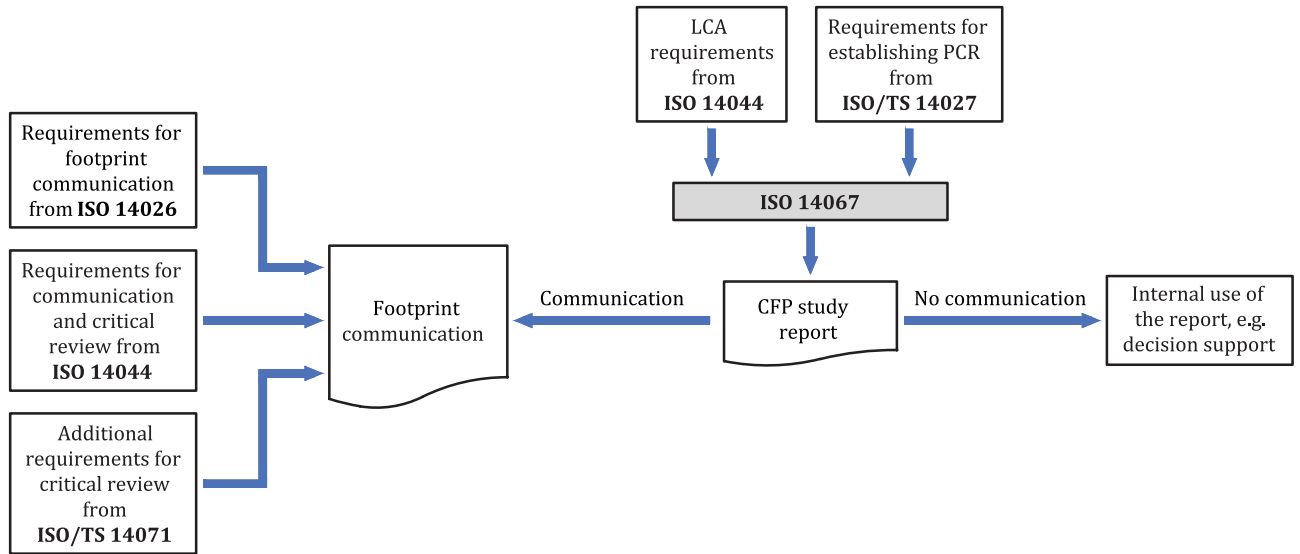 LCA
requirements
from
ISO 14044
Requirements for
establishing PCR
from
ISO/TS 14027
Requirements for
footprint
communication
from ISO 14026
ISO 14067
Requirements for
communication
and critical
review from
ISO 14044
Footprint
communication
Communication
CFP study
report
No communication
Internal use of
the report, e.g.
decision support
Additional
requirements for
critical review
from
ISO/TS 14071